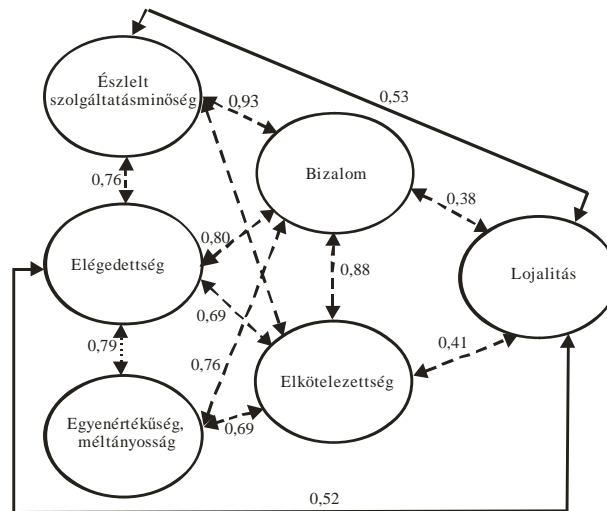 Észlelt
szolgáltatásminőség
0,93
0,53
Bizalom
0,76
0,38
0,80
Elégedettség
0,88
Lojalitás
0,69
0,79
0,76
0,41
Elkötelezettség
Egyenértékűség,
méltányosság
0,69
0,52